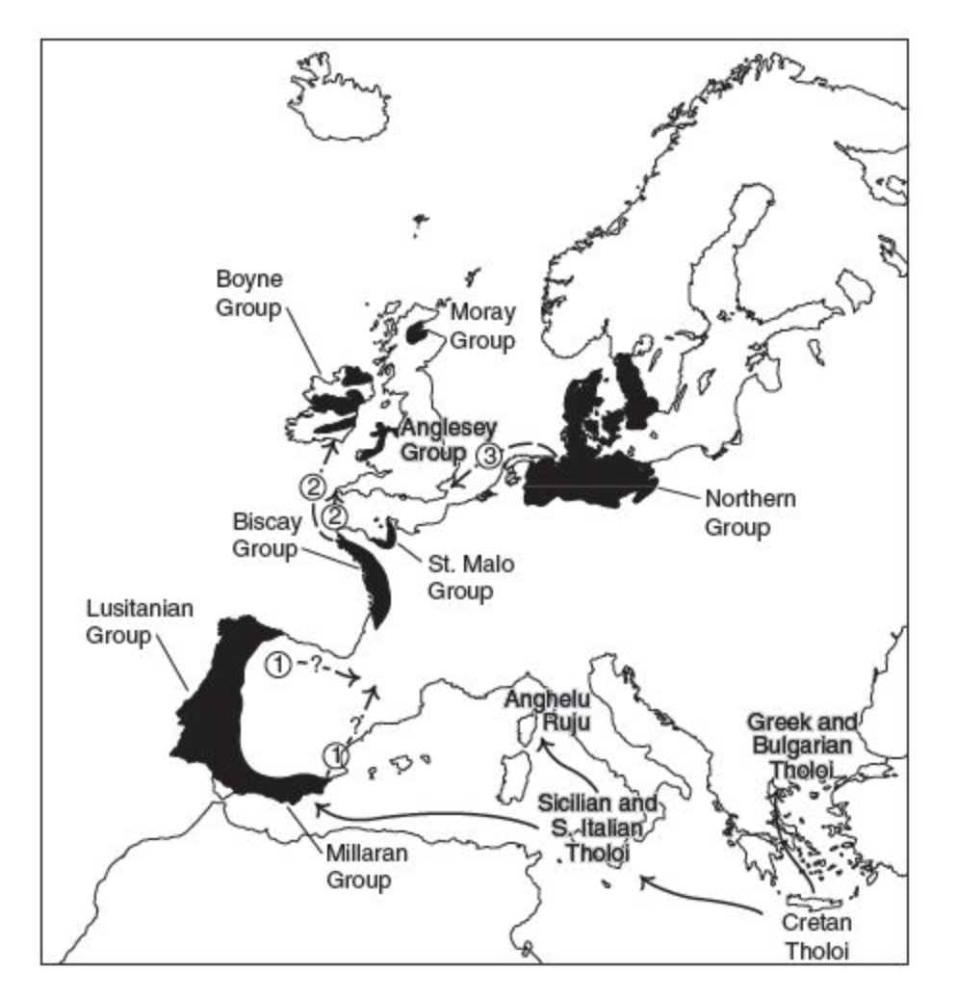 Boyne
Group
Moray
Group
Anglesey
Group
3
2
2
Northern
Group
Biscay
Group
St. Malo
Group
Lusitanian
Group
1
-?-
Anghelu
Ruju
?
1
Greek and
Bulgarian
Tholoi
Sicilian and
S. Italian
Tholoi
Millaran
Group
Cretan
Tholoi